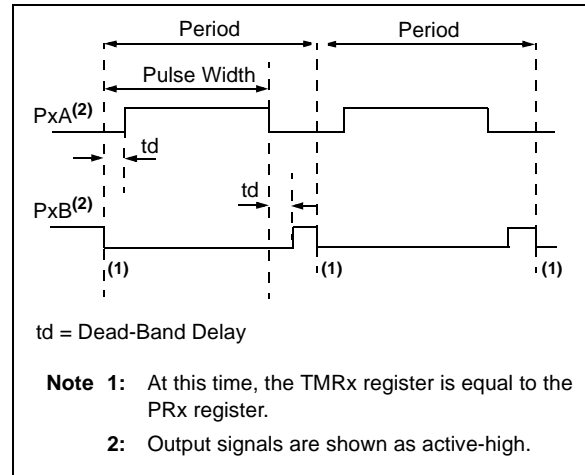 Period Period
Pulse Width
PxA(2)
td
td
PxB(2)
(1) (1) (1)
td = Dead-Band Delay
Note 1: At this time, the TMRx register is equal to the
PRx register.
2: Output signals are shown as active-high.